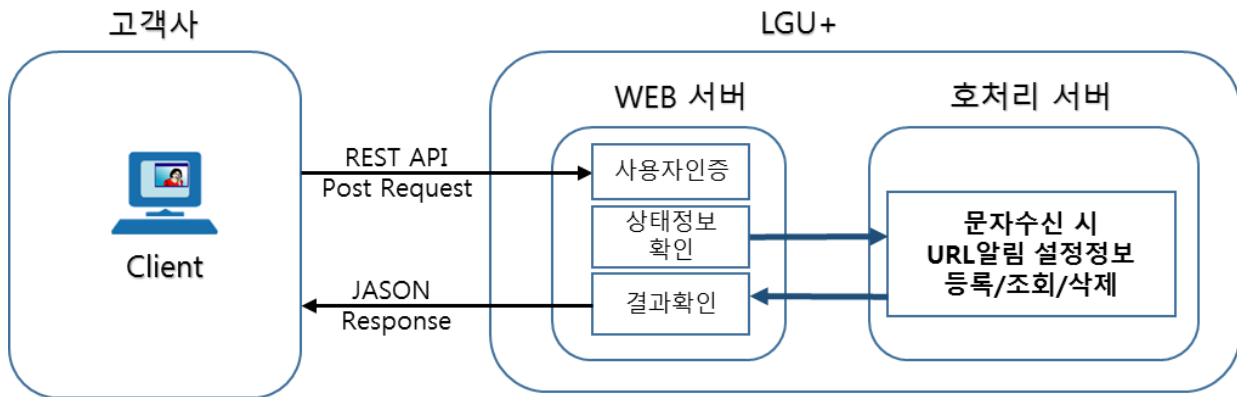 고객사
LGU+
WEB 서버
호처리 서버
REST API
Post Request
사용자인증
상태정보
확인
문자수신 시
URL알림 설정정보
등록/조회/삭제
Client
JASON
Response
결과확인